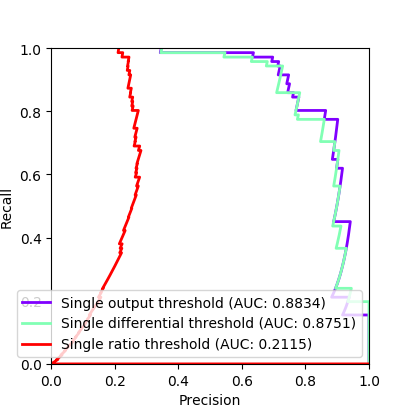 1.0
0.8
0.6
0.4
0.2
0.0
Recall
Single output threshold (AUC: 0.8834)
Single differential threshold (AUC: 0.8751)
Single ratio threshold (AUC: 0.2115)
0.0 0.2 0.4 0.6 0.8 1.0
Precision